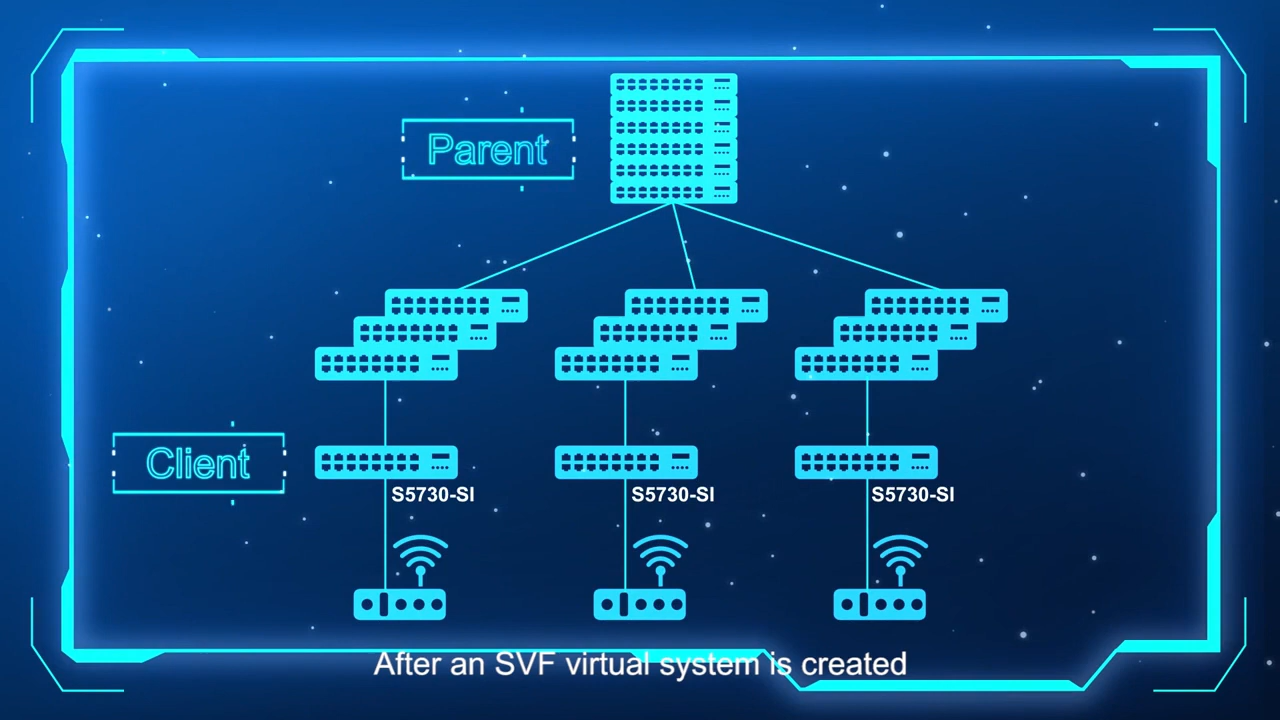 Parent
Client
S5730-SI
S5730-SI
S5730-SI
After an SVF virtual system is created